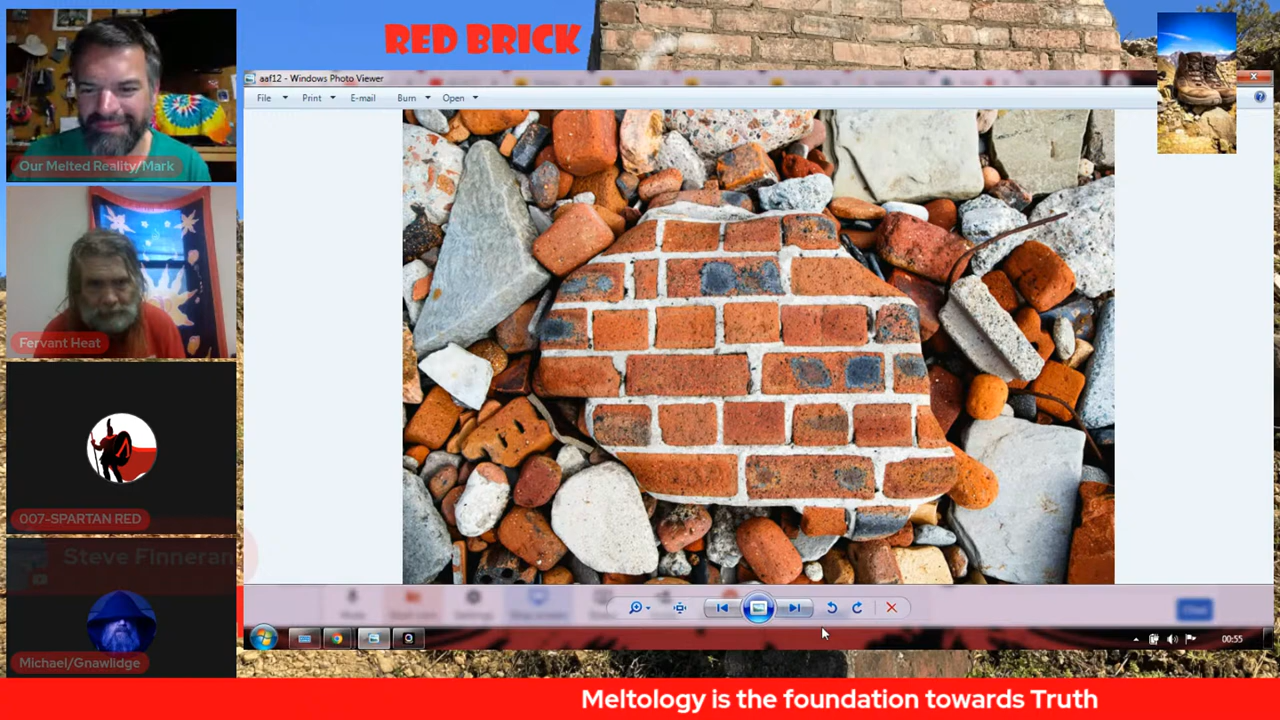 RED BRICK
aaf12 - Windows Photo Viewer
File Print E-mail Burn Open
Our Melted Reality/Mark
Fervant Heat
007-SPARTAN RED
Steve Finneran
Michael/Gnawlidge
00:55
Meltology is the foundation towards Truth